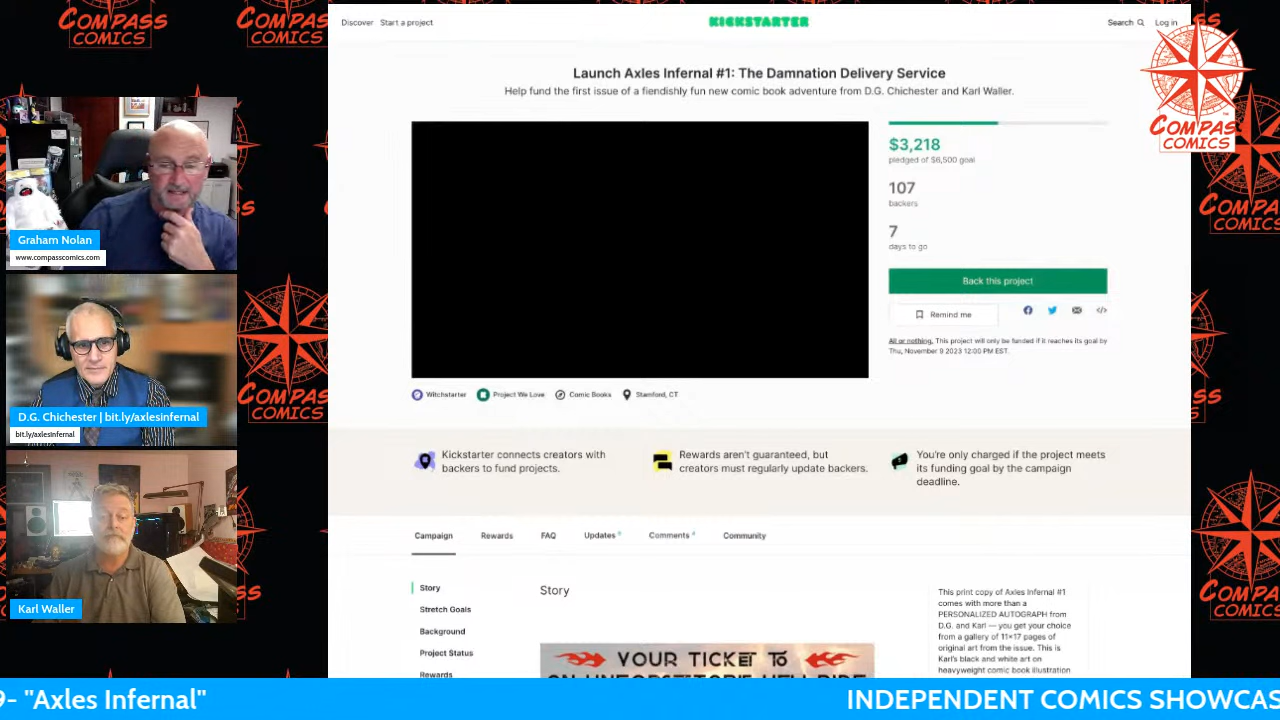 COMPASS
COMICS
Discover Start a project
KICKSTARTER
Search Log in
Launch Axles Infernal #1: The Damnation Delivery Service
Help fund the first issue of a fiendishly fun new comic book adventure from D.G. Chichester and Karl Waller.
COMPASS
COMICS
$3,218
pledged of $6,500 goal
107
backers
7
days to go
Back this project
Remind me
All or nothing. This project will only be funded if it reaches its goal by
Thu, November 9 2023 12:00 PM EST.
Witchstarter Project We Love Comic Books Stamford, CT
Graham Nolan
www.compasscomics.com
D.G. Chichester | bit.ly/axlesinfernal
bit.ly/axlesinfernal
Karl Waller
Kickstarter connects creators with
backers to fund projects.
Rewards aren't guaranteed, but
creators must regularly update backers.
You're only charged if the project meets
its funding goal by the campaign
deadline.
Campaign Rewards FAQ Updates Comments Community
Story
Stretch Goals
Background
Project Status
Rewards
Story
YOUR TICKET TO
This print copy of Axles Infernal #1
comes with more than a
PERSONALIZED AUTOGRAPH from
D.G. and Karl — you get your choice
from a gallery of 11×17 pages of
original art from the issue. This is
Karl's black and white art on
heavyweight comic book illustration
9- "Axles Infernal"
INDEPENDENT COMICS SHOWCAS